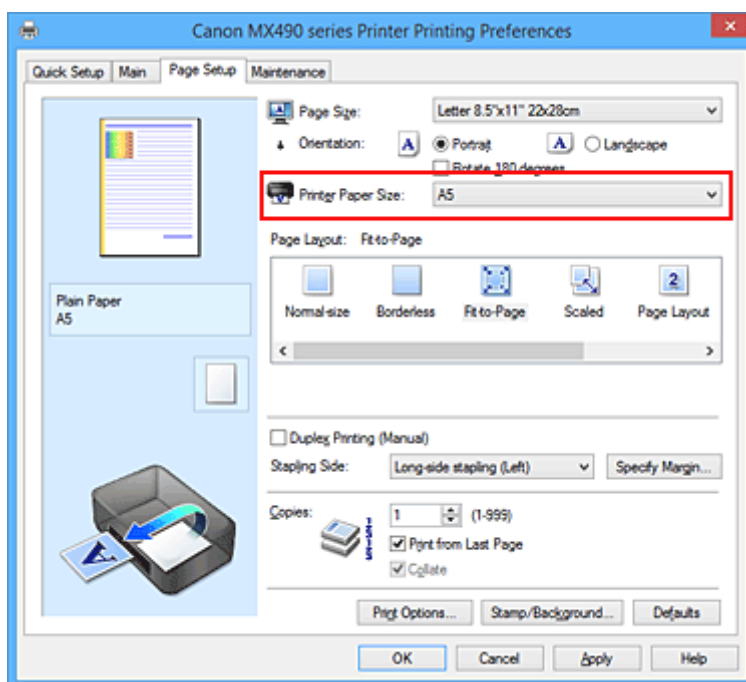 Canon MX490 series Printer Printing Preferences
Quick Setup Main Page Setup Maintenance
Page Size: Letter 8.5"x11" 22x28cm
Orientation: A Portrait A Landscape
Rotate 180 degrees
Printer Paper Size: A5
Page Layout: Fit-to-Page
Normal-size Borderless Fit-to-Page Scaled Page Layout
2
Plain Paper
A5
Duplex Printing (Manual)
Stapling Side: Long-side stapling (Left) Specify Margin...
Copies: 1 (1-999)
Print from Last Page
Collate
Print Options... Stamp/Background... Defaults
OK Cancel Apply Help